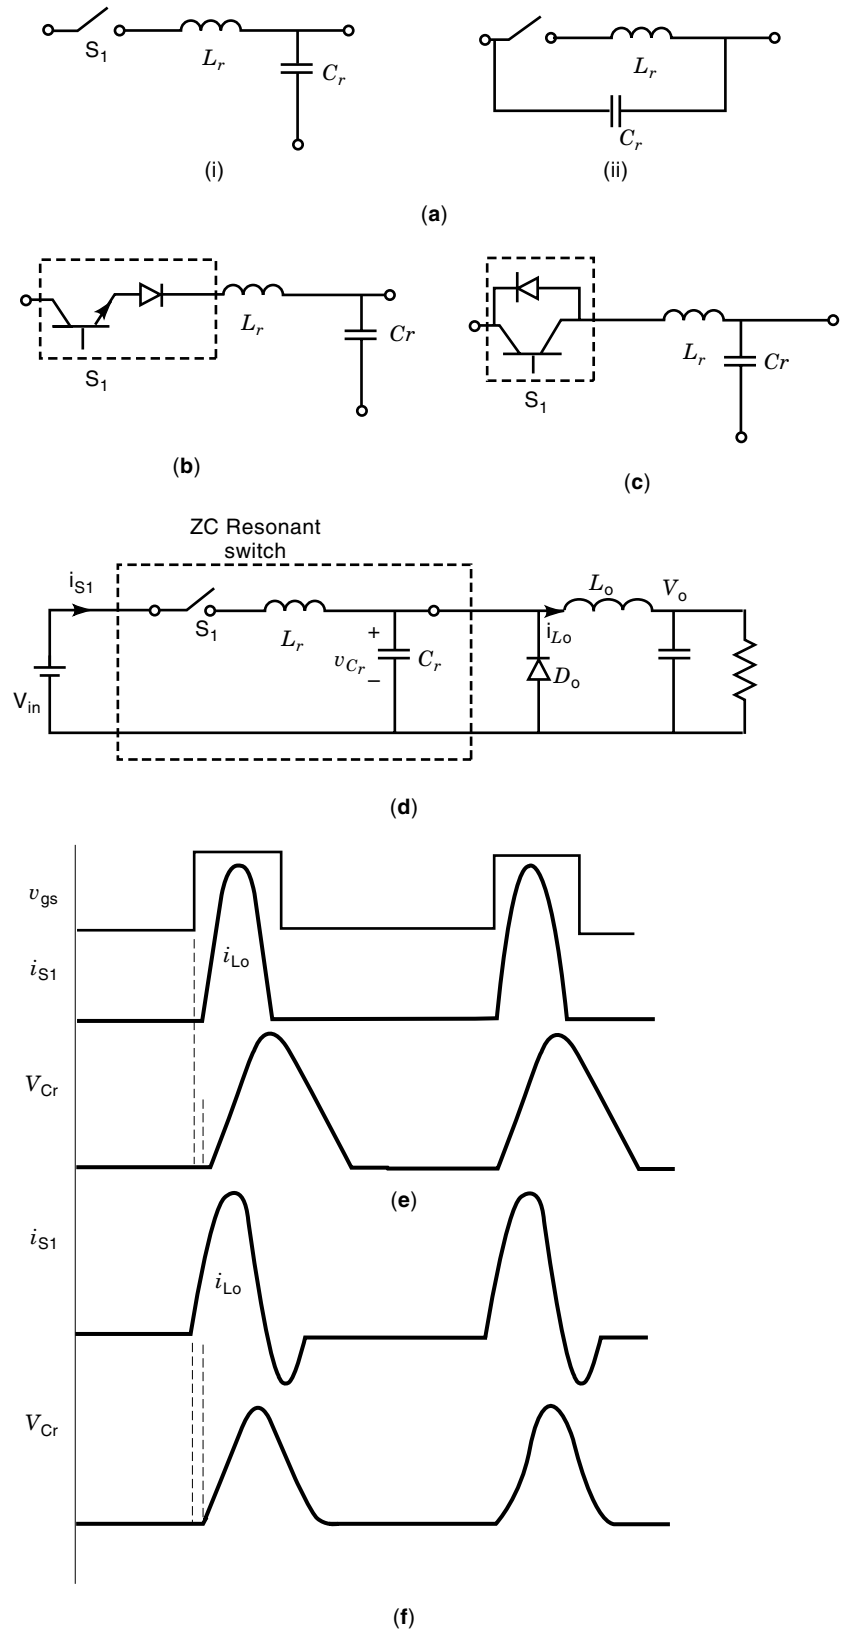 S1
Lr
Cr
(i)
Lr
Cr
(ii)
(a)
Lr
Cr
S1
(b)
Lr
Cr
S1
(c)
ZC Resonant
switch
iS1
S1
Lr
+
vCr
–
Cr
iLo
Lo
Vo
Do
Vin
(d)
vgs
iS1
iLo
VCr
(e)
iS1
iLo
VCr
(f)